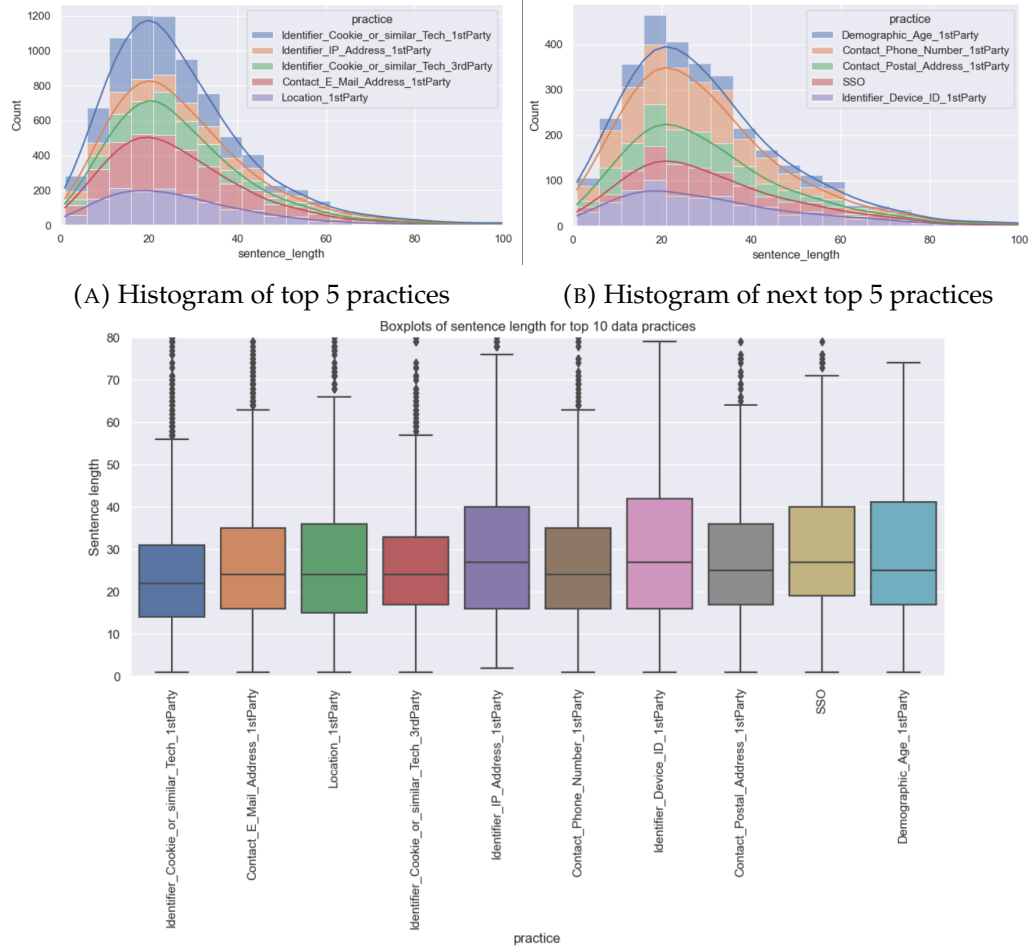 practice
Identifier_Cookie_or_similar_Tech_1stParty
Identifier_IP_Address_1stParty
Identifier_Cookie_or_similar_Tech_3rdParty
Contact_E_Mail_Address_1stParty
Location_1stParty
1200
1000
800
600
400
200
0
Count
0 20 40 60 80 100
sentence_length
practice
Demographic_Age_1stParty
Contact_Phone_Number_1stParty
Contact_Postal_Address_1stParty
SSO
Identifier_Device_ID_1stParty
400
300
200
100
0
Count
0 20 40 60 80 100
sentence_length
(A) Histogram of top 5 practices
(B) Histogram of next top 5 practices
Boxplots of sentence length for top 10 data practices
80
70
60
50
40
30
20
10
0
Sentence length
Identifier_Cookie_or_similar_Tech_1stParty
Contact_E_Mail_Address_1stParty
Location_1stParty
Identifier_Cookie_or_similar_Tech_3rdParty
Identifier_IP_Address_1stParty
Contact_Phone_Number_1stParty
Identifier_Device_ID_1stParty
Contact_Postal_Address_1stParty
SSO
Demographic_Age_1stParty
practice